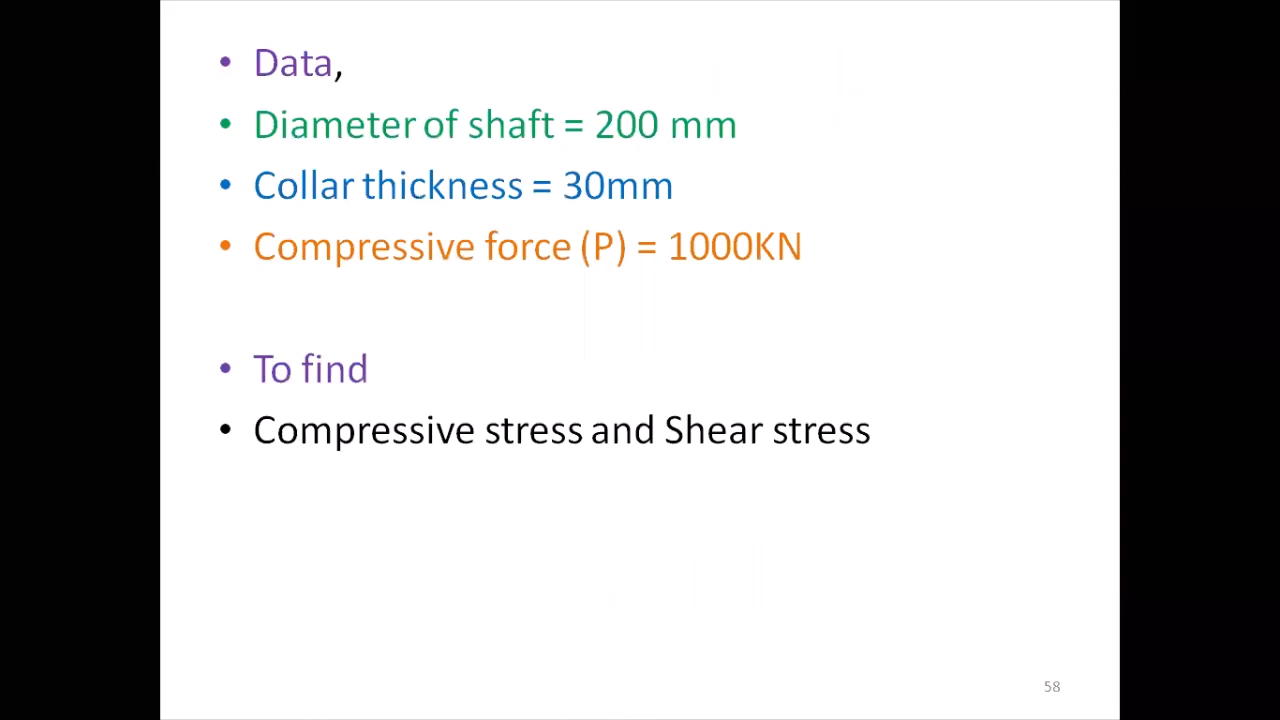 • Data,
• Diameter of shaft = 200 mm
• Collar thickness = 30mm
• Compressive force (P) = 1000KN
• To find
• Compressive stress and Shear stress
58